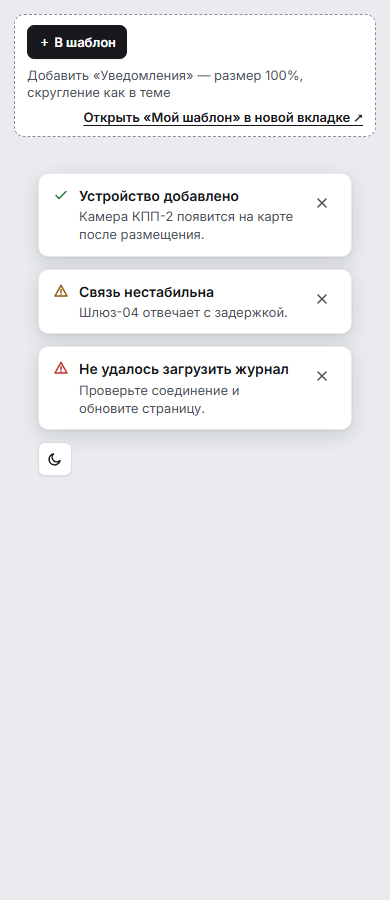 + В шаблон
Добавить «Уведомления» — размер 100%,
скругление как в теме
Открыть «Мой шаблон» в новой вкладке ↗
Устройство добавлено
Камера КПП-2 появится на карте
после размещения.
Связь нестабильна
Шлюз-04 отвечает с задержкой.
Не удалось загрузить журнал
Проверьте соединение и
обновите страницу.